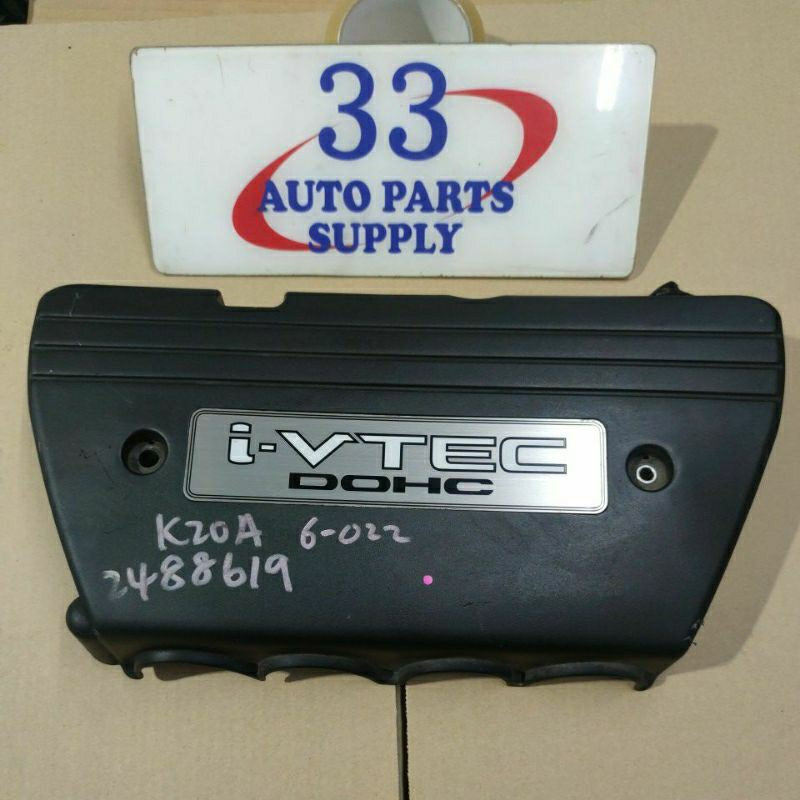 33
AUTO PARTS
SUPPLY
i-VTEC
DOHC
K20A 6-022
2488619